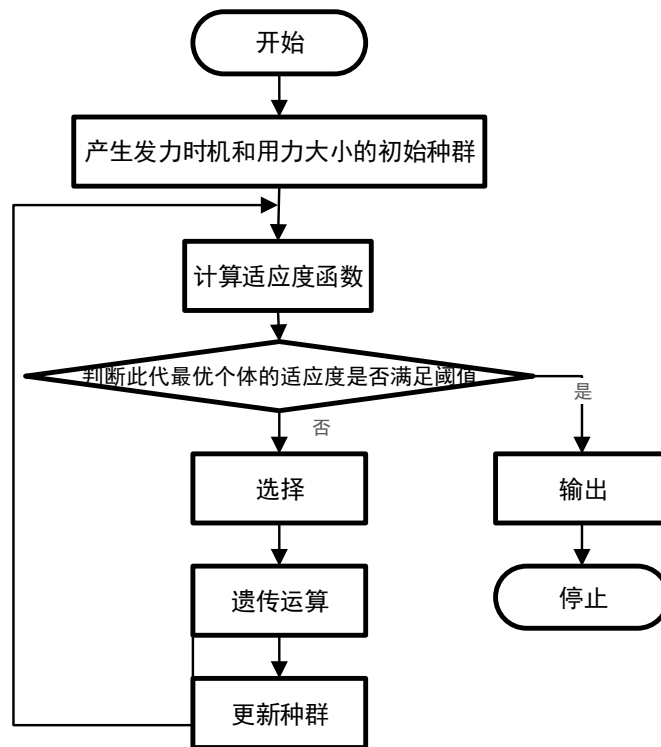 开始
产生发力时机和用力大小的初始种群
计算适应度函数
判断此代最优个体的适应度是否满足阈值
是
否
选择
输出
遗传运算
停止
更新种群